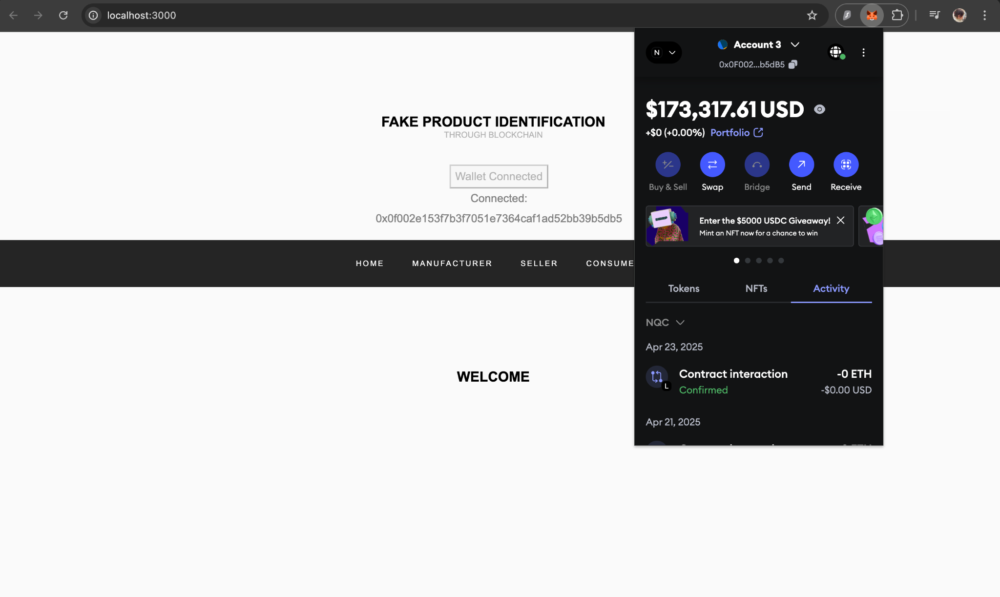 localhost:3000
FAKE PRODUCT IDENTIFICATION
THROUGH BLOCKCHAIN
Wallet Connected
Connected:
0x0f002e153f7b3f7051e7364caf1ad52bb39b5db5
HOME MANUFACTURER SELLER CONSUME
WELCOME
N
Account 3
0x0F002...b5dB5
$173,317.61 USD
+$0 (+0.00%) Portfolio
Buy & Sell Swap Bridge Send Receive
SWAP
Enter the $5000 USDC Giveaway!
Mint an NFT now for a chance to win
Tokens NFTs Activity
NQC
Apr 23, 2025
Contract interaction -0 ETH
L
Confirmed -$0.00 USD
Apr 21, 2025